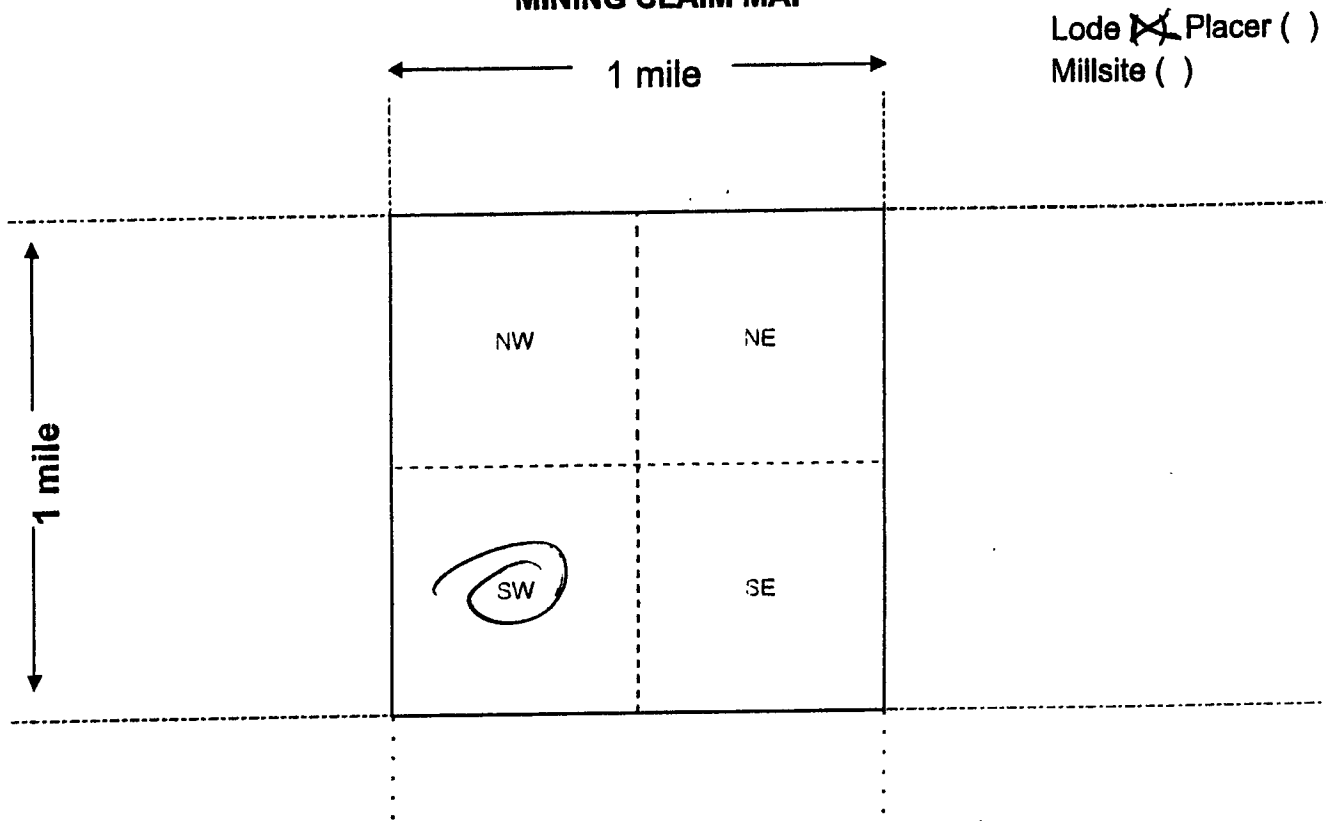 MINING CLAIM MAP
Lode (X) Placer ( )
Millsite ( )
1 mile
NW
NE
1 mile
SW
SE